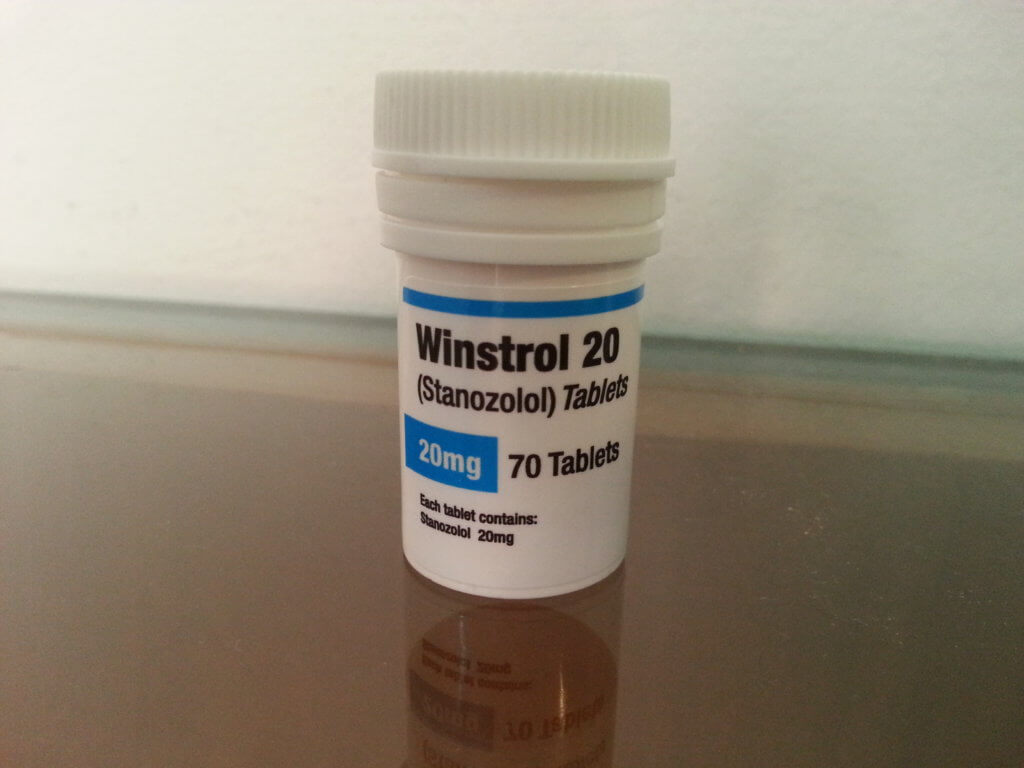 Winstrol 20
(Stanozolol) Tablets
20mg 70 Tablets
Each tablet contains:
Stanozolol 20mg